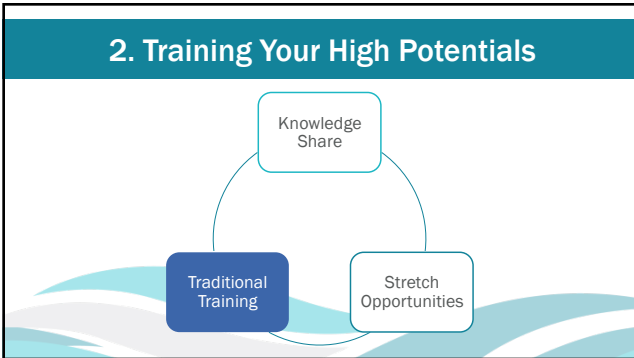 2. Training Your High Potentials
Knowledge
Share
Traditional
Training
Stretch
Opportunities